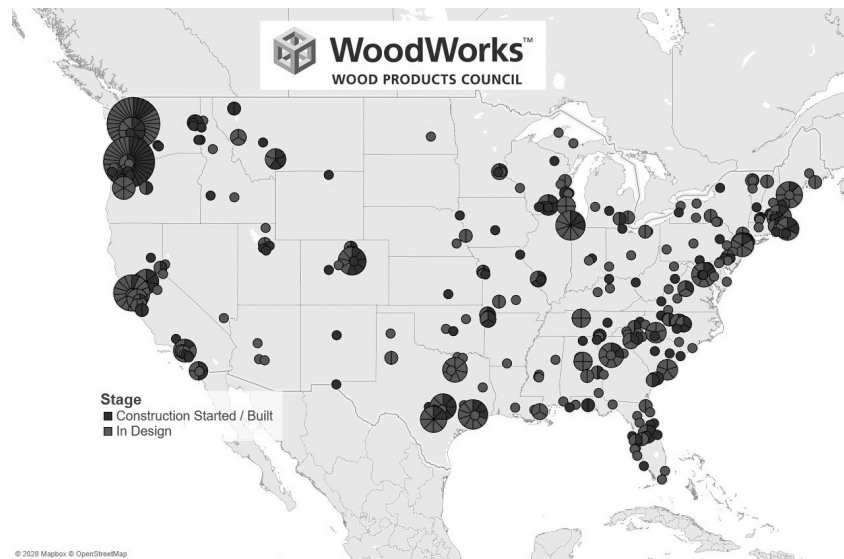 WoodWorks™
WOOD PRODUCTS COUNCIL
Stage
Construction Started / Built
In Design
© 2020 Mapbox © OpenStreetMap